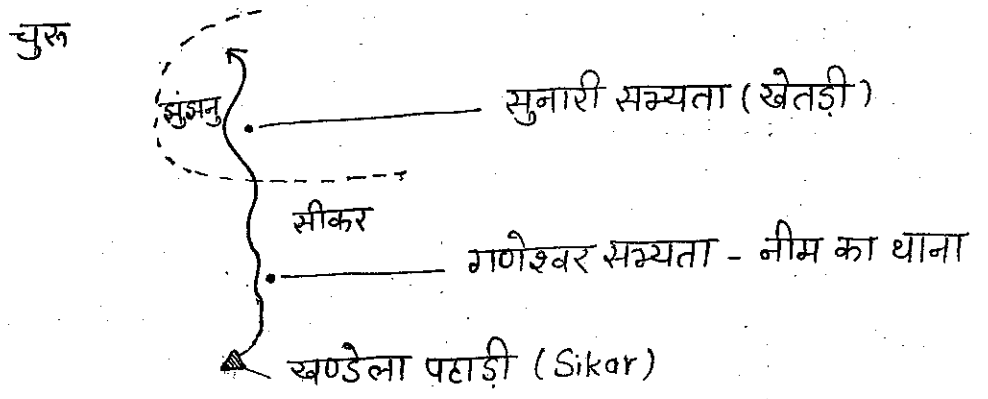 चुरू
झुंझनु
सुनारी सभ्यता (खेतड़ी)
सीकर
गणेश्वर सभ्यता - नीम का थाना
खण्डेला पहाड़ी (Sikar)